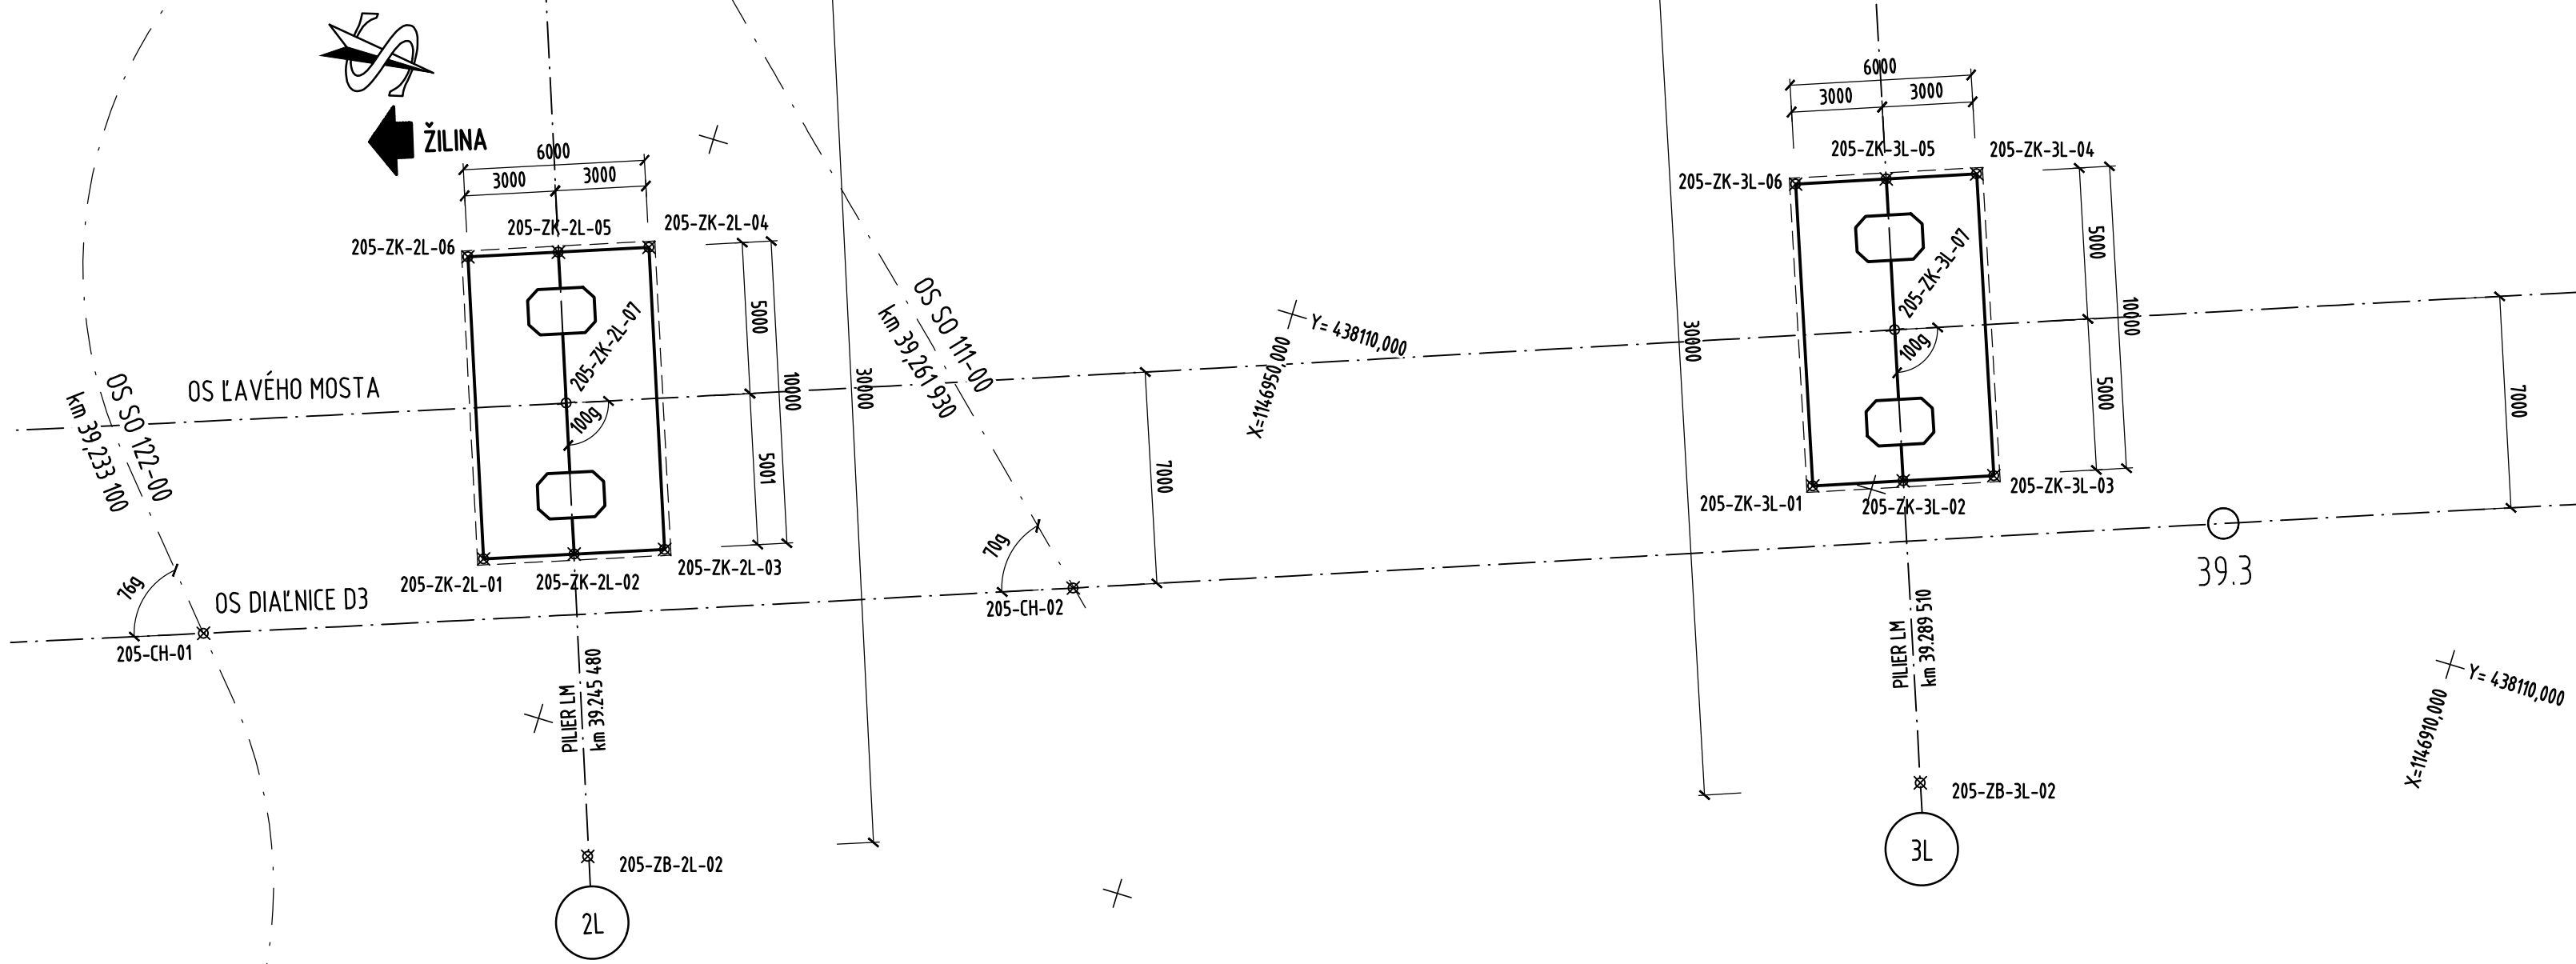 ŽILINA
6000
3000
3000
205-ZK-2L-05
205-ZK-2L-04
205-ZK-2L-06
205-ZK-2L-07
100g
5000
5001
10000
30000
205-ZK-2L-01
205-ZK-2L-02
205-ZK-2L-03
OS ĽAVÉHO MOSTA
OS SO 122-00
km 39,233 100
76g
OS DIAĽNICE D3
205-CH-01
PILIER LM
km 39.245 480
205-ZB-2L-02
2L
OS SO 111-00
km 39,261 930
70g
205-CH-02
7000
Y= 438110,000
X=1146950,000
30000
6000
3000
3000
205-ZK-3L-05
205-ZK-3L-04
205-ZK-3L-06
205-ZK-3L-07
100g
5000
5000
10000
205-ZK-3L-01
205-ZK-3L-02
205-ZK-3L-03
7000
39.3
PILIER LM
km 39.289 510
205-ZB-3L-02
3L
Y= 438110,000
X=1146910,000